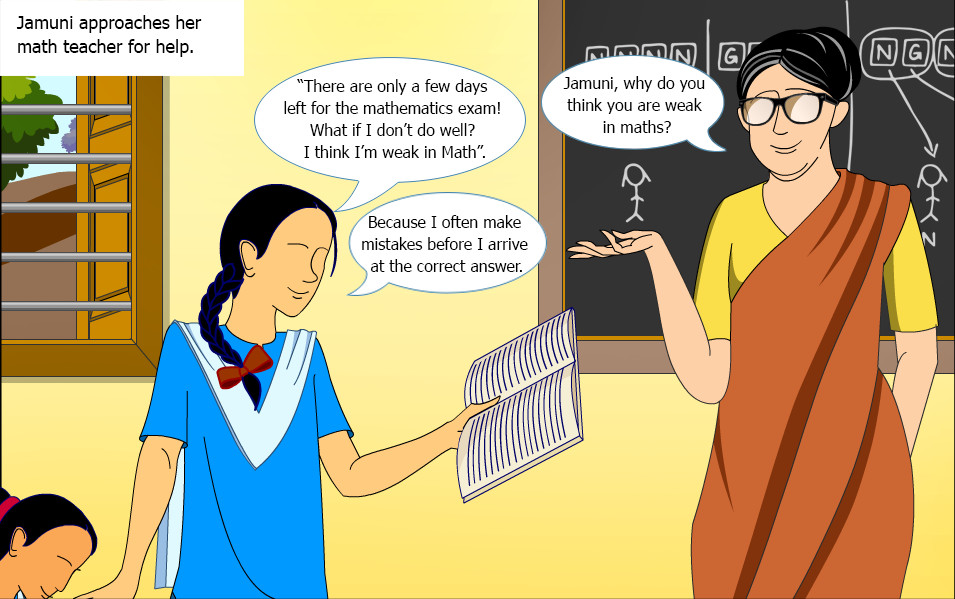 Jamuni approaches her
math teacher for help.
“There are only a few days
left for the mathematics exam!
What if I don’t do well?
I think I’m weak in Math”.
Jamuni, why do you
think you are weak
in maths?
Because I often make
mistakes before I arrive
at the correct answer.
N N N N G
N G N
N